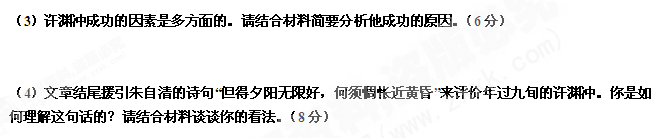 （3）许渊冲成功的因素是多方面的。请结合材料简要分析他成功的原因。（6分）
（4）文章结尾援引朱自清的诗句“但得夕阳无限好，何须惆怅近黄昏”来评价年过九旬的许渊冲。你是如
何理解这句话的？请结合材料谈谈你的看法。（8分）